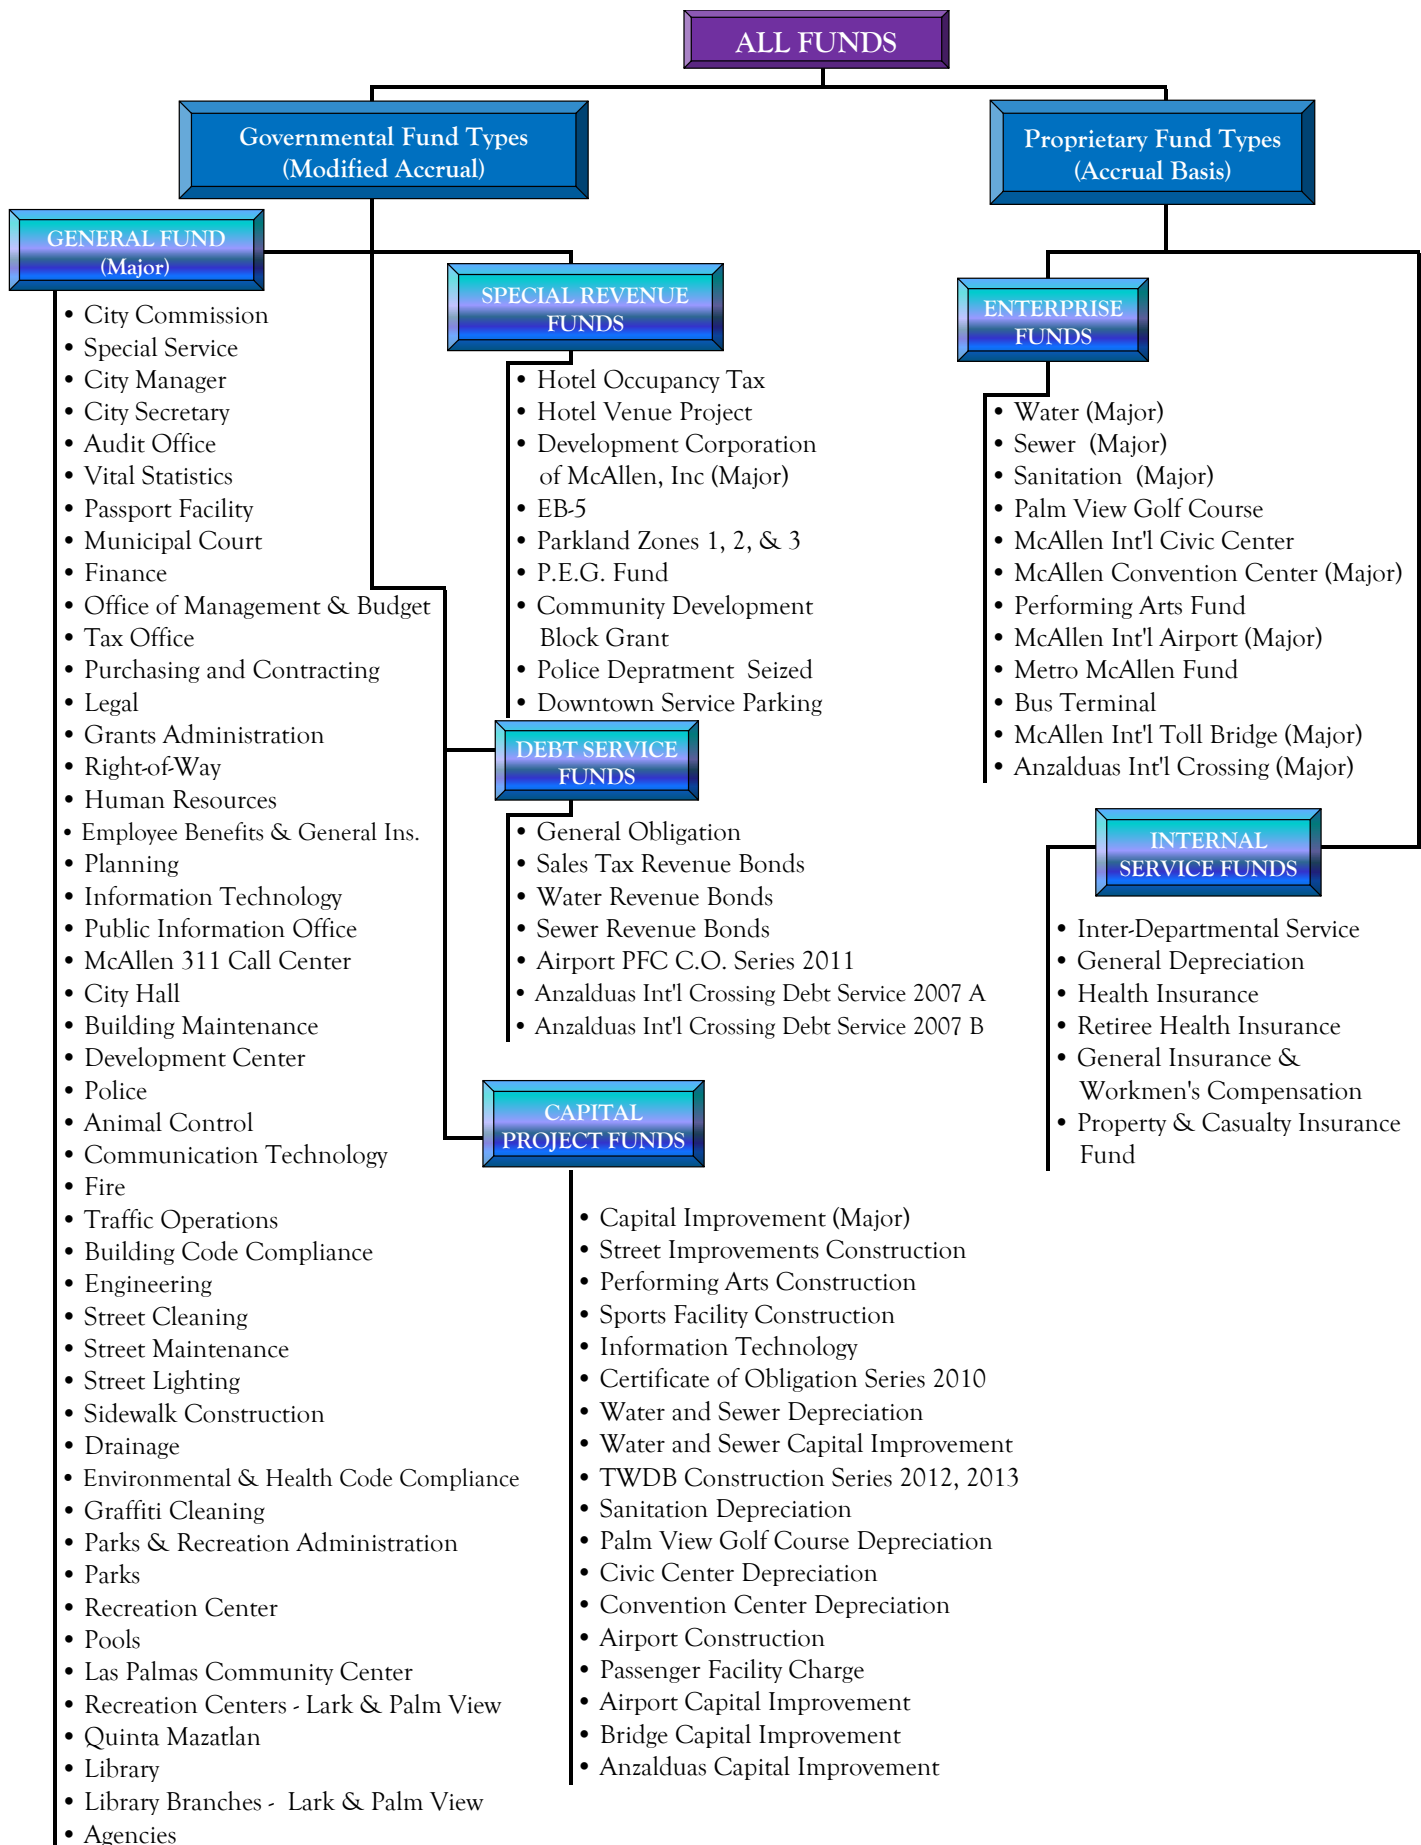 ALL FUNDS
Governmental Fund Types
(Modified Accrual)
Proprietary Fund Types
(Accrual Basis)
GENERAL FUND
(Major)
• City Commission
• Special Service
• City Manager
• City Secretary
• Audit Office
• Vital Statistics
• Passport Facility
• Municipal Court
• Finance
• Office of Management & Budget
• Tax Office
• Purchasing and Contracting
• Legal
• Grants Administration
• Right-of-Way
• Human Resources
• Employee Benefits & General Ins.
• Planning
• Information Technology
• Public Information Office
• McAllen 311 Call Center
• City Hall
• Building Maintenance
• Development Center
• Police
• Animal Control
• Communication Technology
• Fire
• Traffic Operations
• Building Code Compliance
• Engineering
• Street Cleaning
• Street Maintenance
• Street Lighting
• Sidewalk Construction
• Drainage
• Environmental & Health Code Compliance
• Graffiti Cleaning
• Parks & Recreation Administration
• Parks
• Recreation Center
• Pools
• Las Palmas Community Center
• Recreation Centers - Lark & Palm View
• Quinta Mazatlan
• Library
• Library Branches - Lark & Palm View
• Agencies
SPECIAL REVENUE
FUNDS
• Hotel Occupancy Tax
• Hotel Venue Project
• Development Corporation
of McAllen, Inc (Major)
• EB-5
• Parkland Zones 1, 2, & 3
• P.E.G. Fund
• Community Development
Block Grant
• Police Depratment Seized
• Downtown Service Parking
DEBT SERVICE
FUNDS
• General Obligation
• Sales Tax Revenue Bonds
• Water Revenue Bonds
• Sewer Revenue Bonds
• Airport PFC C.O. Series 2011
• Anzalduas Int'l Crossing Debt Service 2007 A
• Anzalduas Int'l Crossing Debt Service 2007 B
CAPITAL
PROJECT FUNDS
• Capital Improvement (Major)
• Street Improvements Construction
• Performing Arts Construction
• Sports Facility Construction
• Information Technology
• Certificate of Obligation Series 2010
• Water and Sewer Depreciation
• Water and Sewer Capital Improvement
• TWDB Construction Series 2012, 2013
• Sanitation Depreciation
• Palm View Golf Course Depreciation
• Civic Center Depreciation
• Convention Center Depreciation
• Airport Construction
• Passenger Facility Charge
• Airport Capital Improvement
• Bridge Capital Improvement
• Anzalduas Capital Improvement
ENTERPRISE
FUNDS
• Water (Major)
• Sewer (Major)
• Sanitation (Major)
• Palm View Golf Course
• McAllen Int'l Civic Center
• McAllen Convention Center (Major)
• Performing Arts Fund
• McAllen Int'l Airport (Major)
• Metro McAllen Fund
• Bus Terminal
• McAllen Int'l Toll Bridge (Major)
• Anzalduas Int'l Crossing (Major)
INTERNAL
SERVICE FUNDS
• Inter-Departmental Service
• General Depreciation
• Health Insurance
• Retiree Health Insurance
• General Insurance &
Workmen's Compensation
• Property & Casualty Insurance
Fund